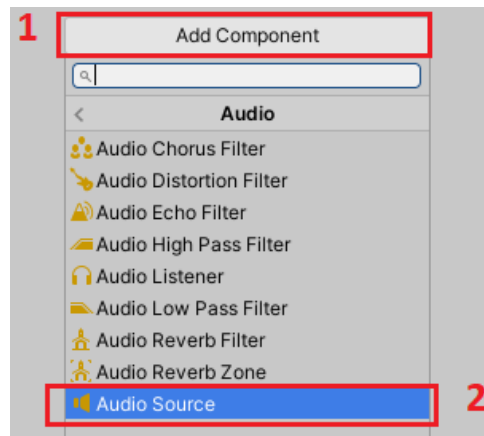 1
Add Component
Audio
Audio Chorus Filter
Audio Distortion Filter
Audio Echo Filter
Audio High Pass Filter
Audio Listener
Audio Low Pass Filter
Audio Reverb Filter
Audio Reverb Zone
Audio Source
2